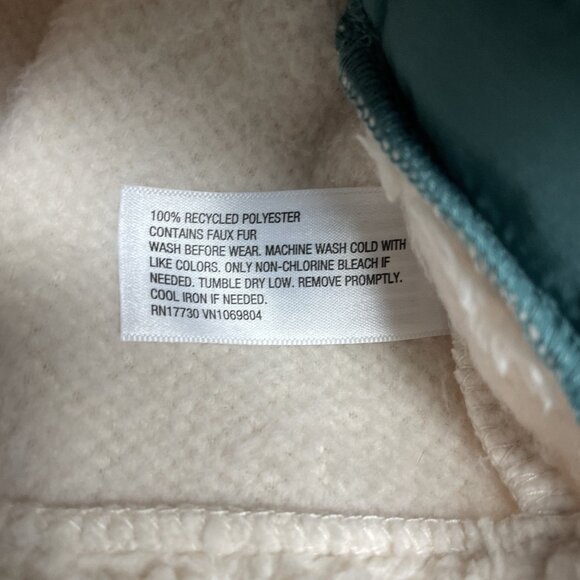 100% RECYCLED POLYESTER
CONTAINS FAUX FUR
WASH BEFORE WEAR. MACHINE WASH COLD WITH
LIKE COLORS. ONLY NON-CHLORINE BLEACH IF
NEEDED. TUMBLE DRY LOW. REMOVE PROMPTLY.
COOL IRON IF NEEDED.
RN17730 VN1069804